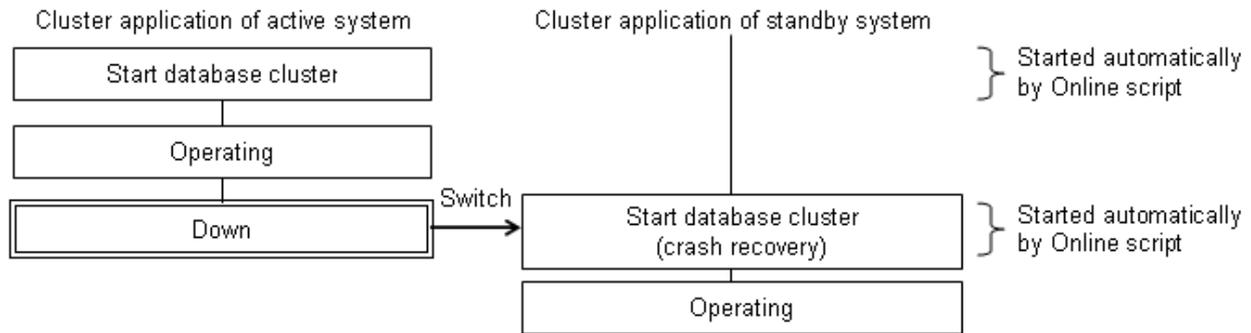 Cluster application of active system
Cluster application of standby system
Start database cluster
Started automatically
by Online script
Operating
Down
Switch
Start database cluster
(crash recovery)
Started automatically
by Online script
Operating